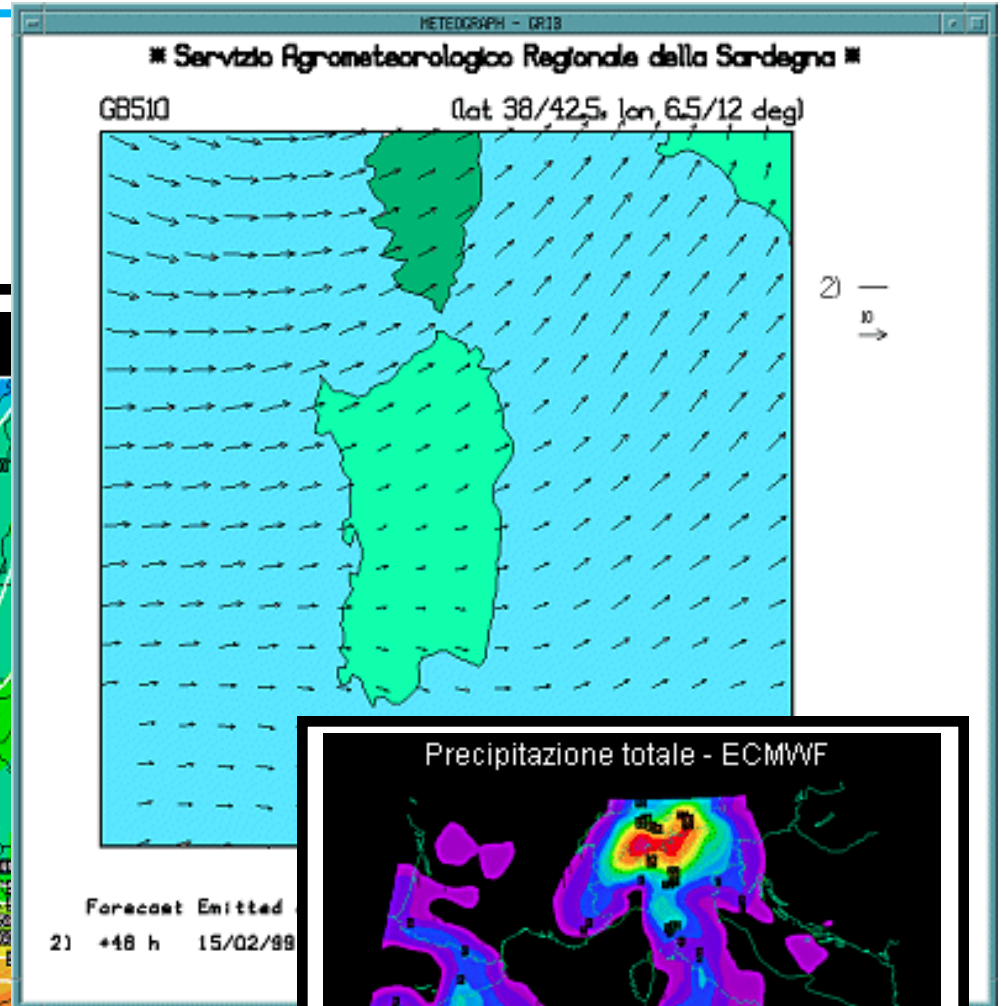 METEOGRAPH - GRIB
* Servizio Agrometeorologico Regionale della Sardegna *
GB510 (lat 38/42.5, lon 6.5/12 deg)
2)
10
Precipitazione totale - ECMWF
Forecast Emitted
2) +48 h 15/02/99